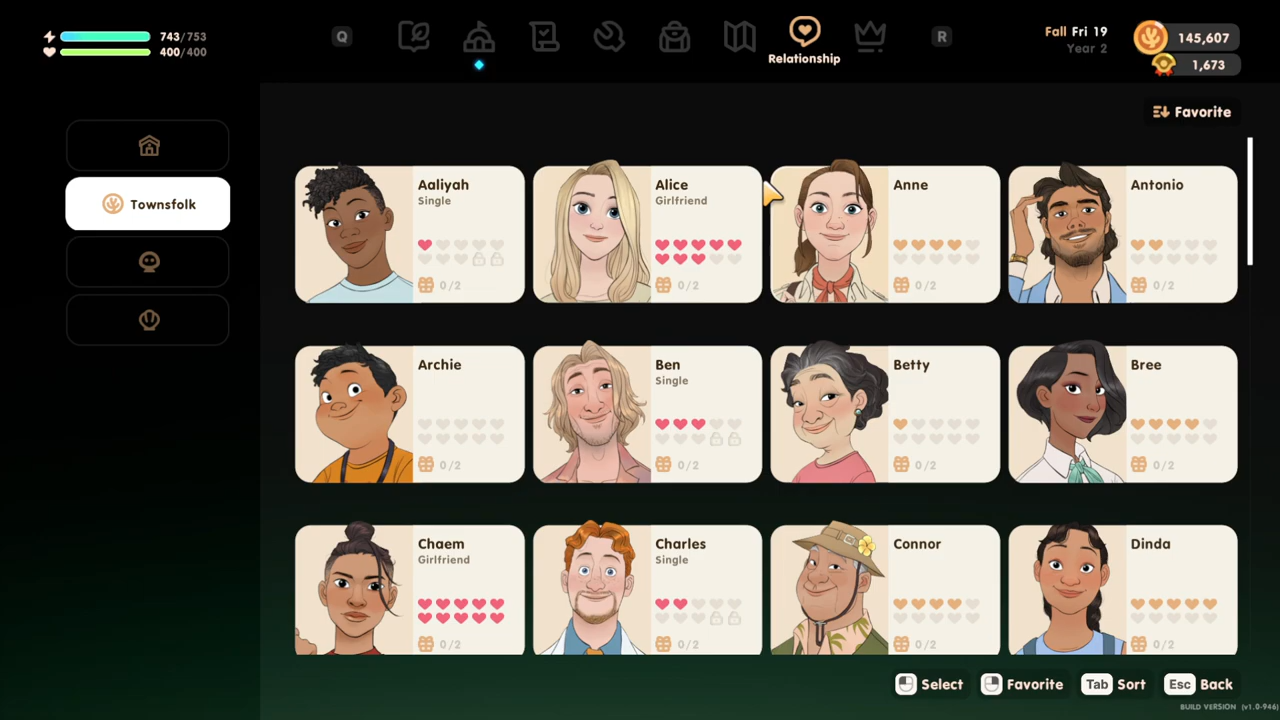 743/753
400/400
Q
R
Relationship
Fall Fri 19
Year 2
145,607
1,673
Favorite
Townsfolk
Aaliyah
Single
0/2
Alice
Girlfriend
0/2
Anne
0/2
Antonio
0/2
Archie
0/2
Ben
Single
0/2
Betty
0/2
Bree
0/2
Chaem
Girlfriend
0/2
Charles
Single
0/2
Connor
0/2
Dinda
0/2
Select
Favorite
Tab Sort
Esc Back
BUILD VERSION (v1.0-946)